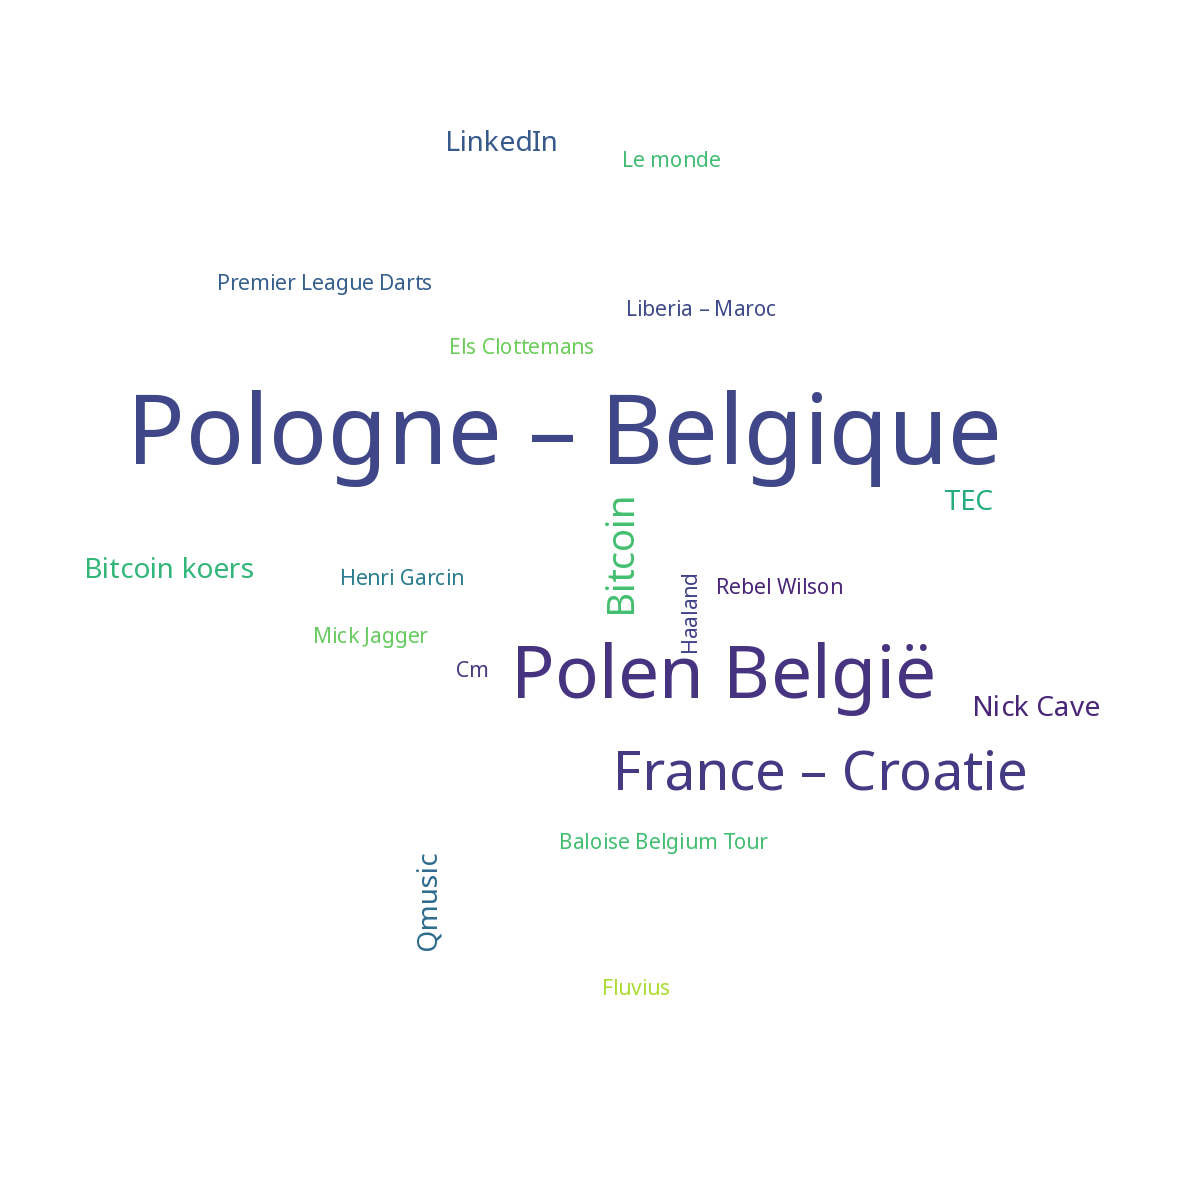 LinkedIn
Le monde
Premier League Darts
Liberia – Maroc
Els Clottemans
Pologne – Belgique
TEC
Bitcoin
Bitcoin koers
Henri Garcin
Rebel Wilson
Haaland
Mick Jagger
Cm
Polen België
Nick Cave
France – Croatie
Baloise Belgium Tour
Qmusic
Fluvius